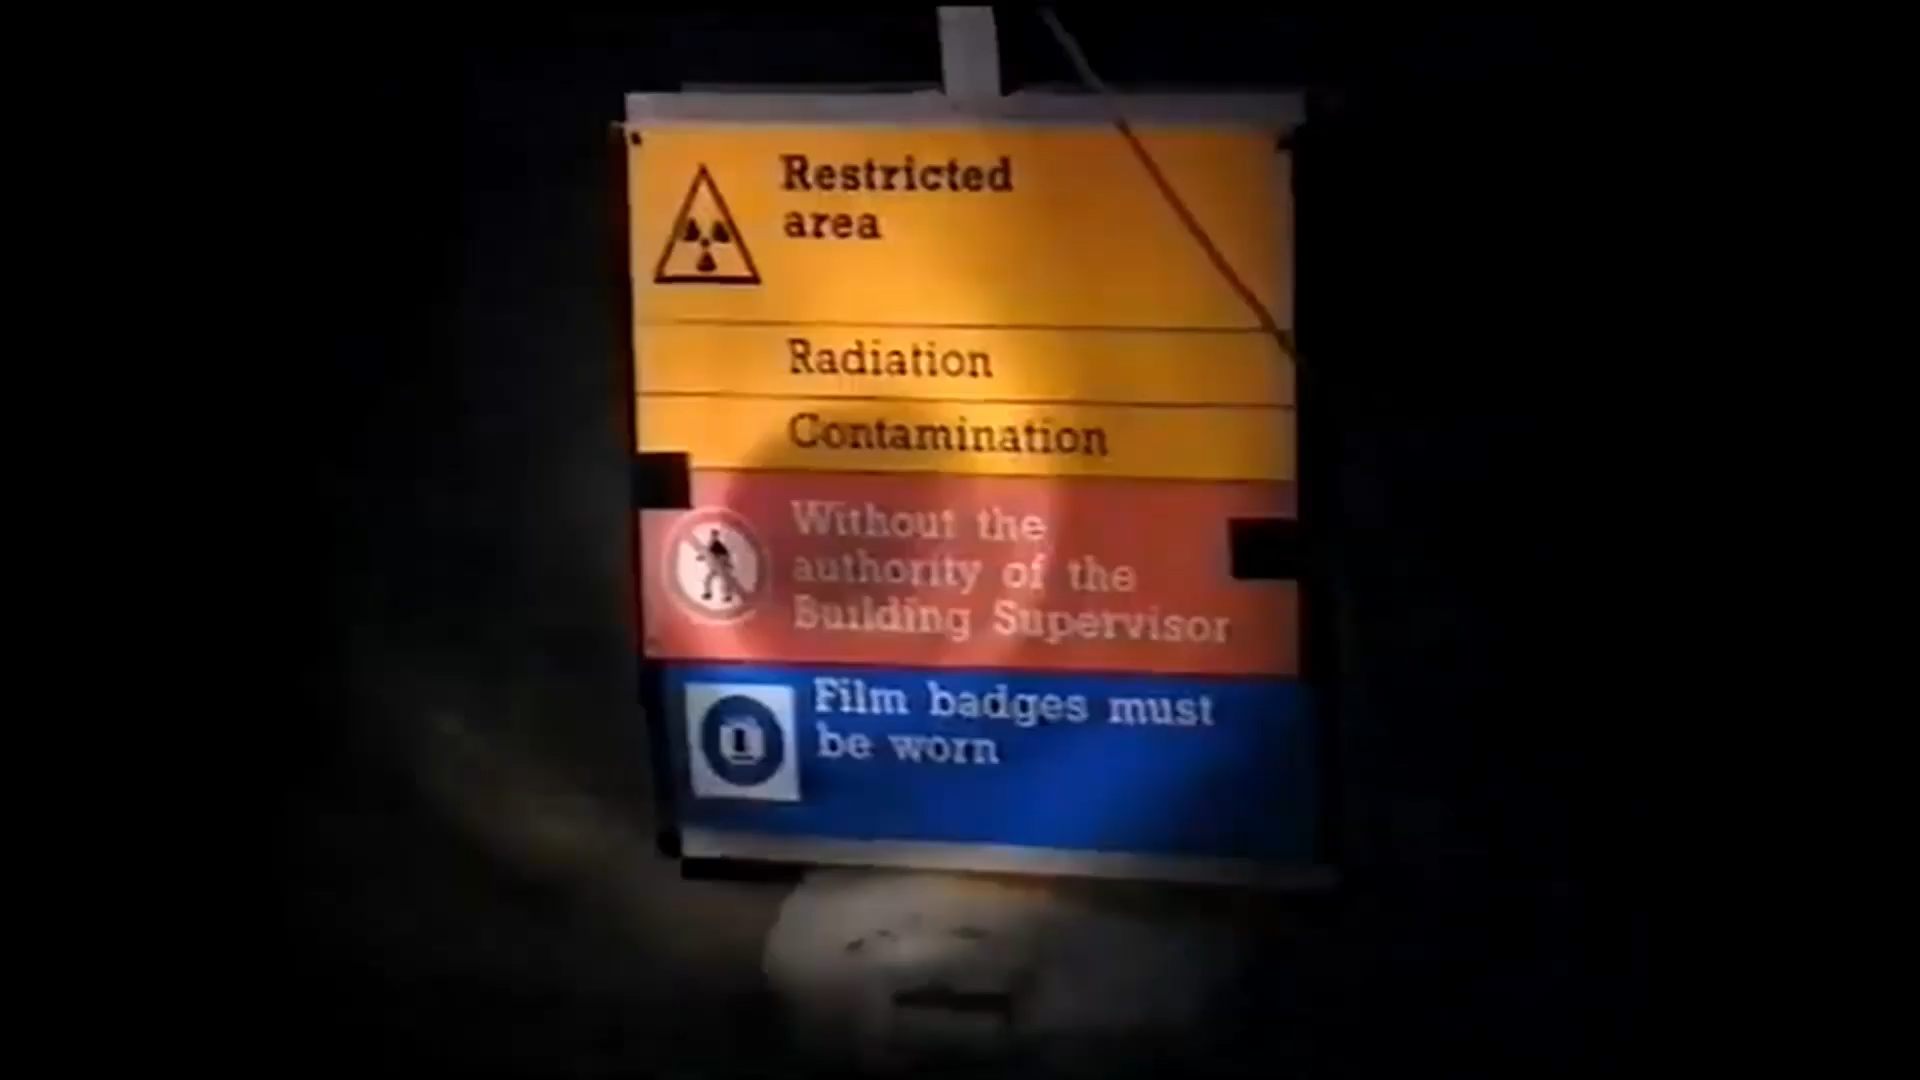 Restricted
area
Radiation
Contamination
Without the
authority of the
Building Supervisor
Film badges must
be worn